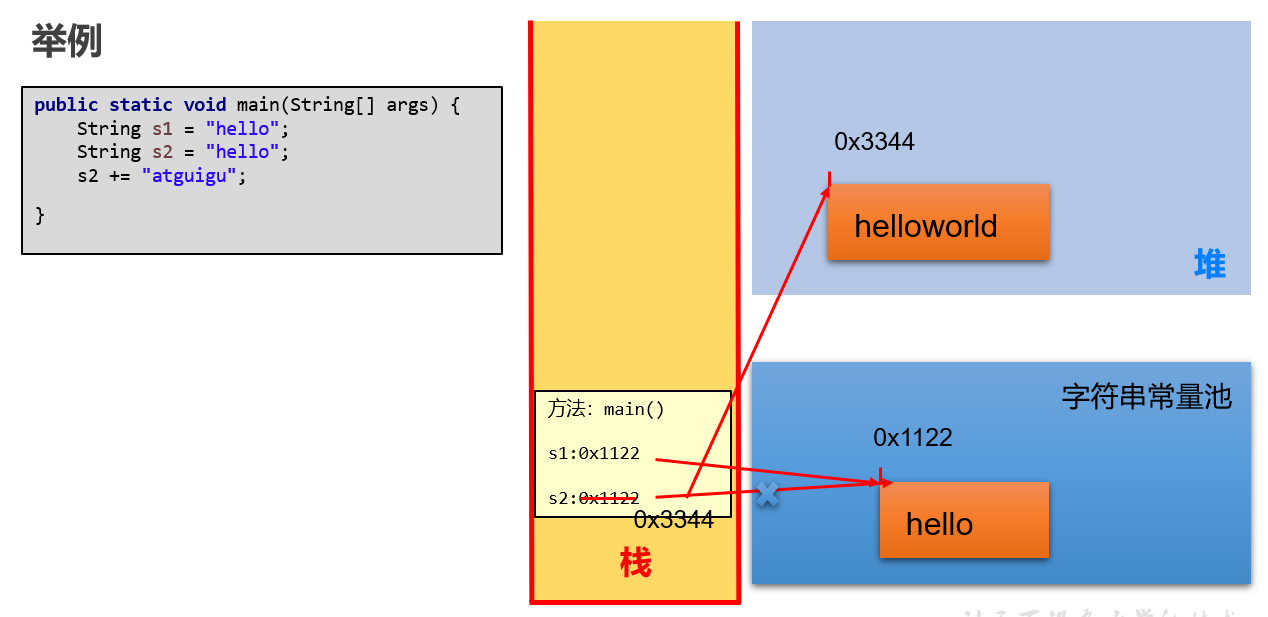 举例
public static void main(String[] args) {
String s1 = "hello";
String s2 = "hello";
s2 += "atguigu";
}
0x3344
helloworld
堆
字符串常量池
方法: main()
0x1122
s1:0x1122
s2:0x1122
0x3344
hello
栈